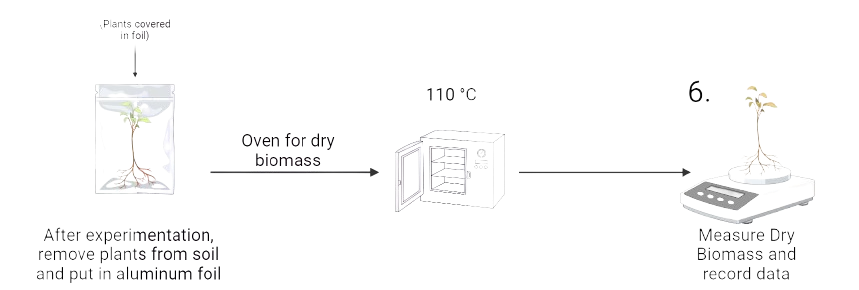 (Plants covered
in foil)
110 °C
6.
Oven for dry
biomass
After experimentation,
remove plants from soil
and put in aluminum foil
Measure Dry
Biomass and
record data